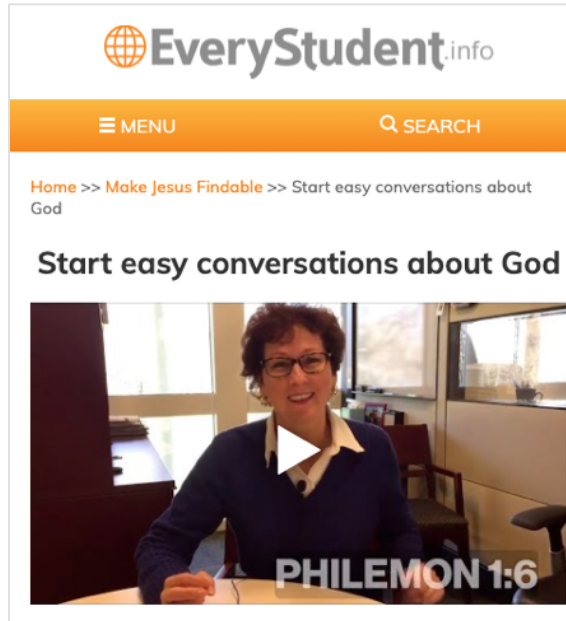 EveryStudent.info
MENU
SEARCH
Home >> Make Jesus Findable >> Start easy conversations about
God
Start easy conversations about God
PHILEMON 1:6